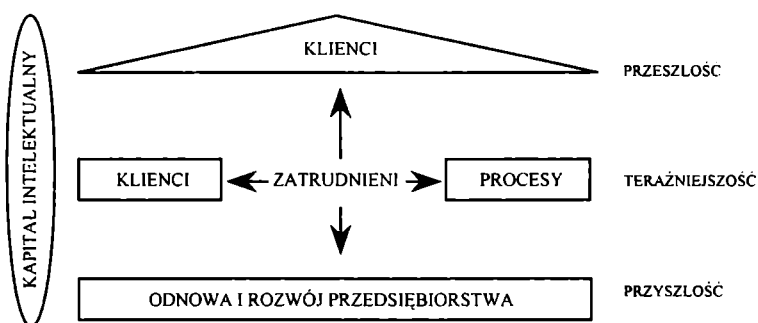 KAPITAŁ INTELEKTUALNY
KLIENCI
PRZESZŁOŚĆ
KLIENCI ZATRUDNIENI PROCESY TERAŹNIEJSZOŚĆ
ODNOWA I ROZWÓJ PRZEDSIĘBIORSTWA PRZYSZŁOŚĆ